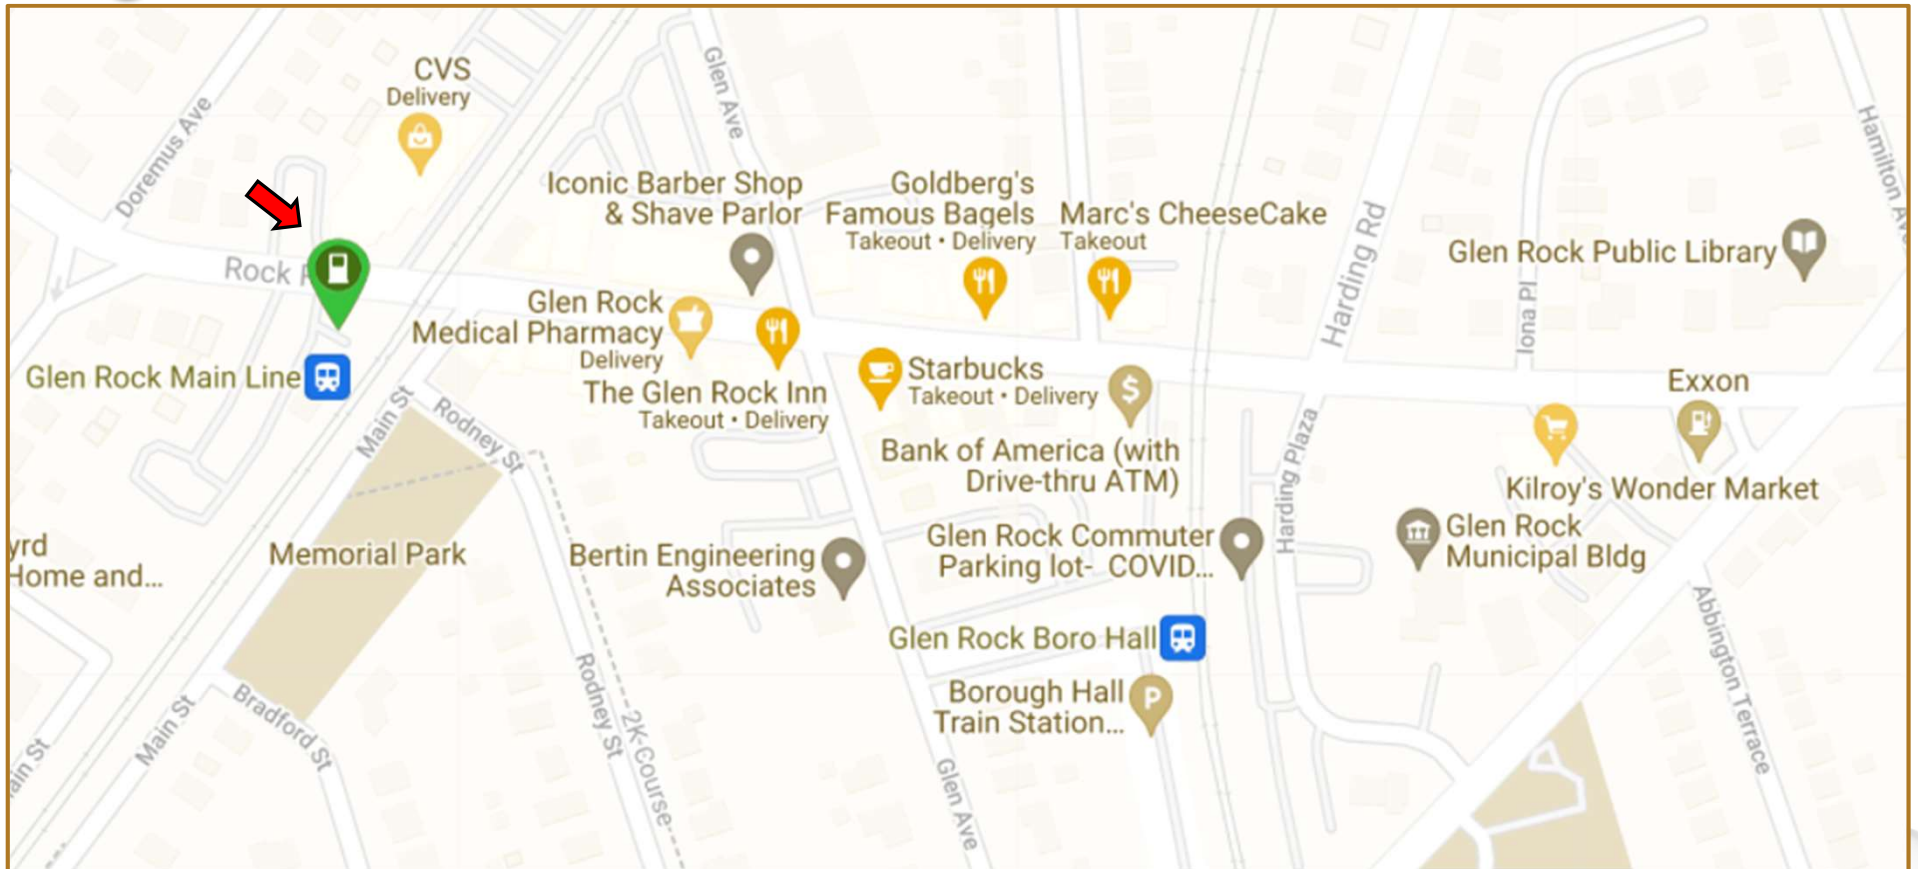 CVS
Delivery
Doremus Ave
Glen Ave
Iconic Barber Shop
& Shave Parlor
Goldberg's
Famous Bagels
Takeout • Delivery
Marc's CheeseCake
Takeout
Harding Rd
Hamilton
Glen Rock Public Library
Iona Pl
Rock
Glen Rock
Medical Pharmacy
Delivery
The Glen Rock Inn
Takeout • Delivery
Starbucks
Takeout • Delivery
Glen Rock Main Line
Main St
Rodney St
Bank of America (with
Drive-thru ATM)
$
Exxon
Kilroy's Wonder Market
Harding Plaza
Glen Rock Commuter
Parking lot- COVID...
Glen Rock
Municipal Bldg
yrd
Home and...
Memorial Park
Bertin Engineering
Associates
Glen Rock Boro Hall
Borough Hall
Train Station...
P
Abbington Terrace
Main St
Bradford St
Rodney St
2K-Course
Glen Ave
ain St